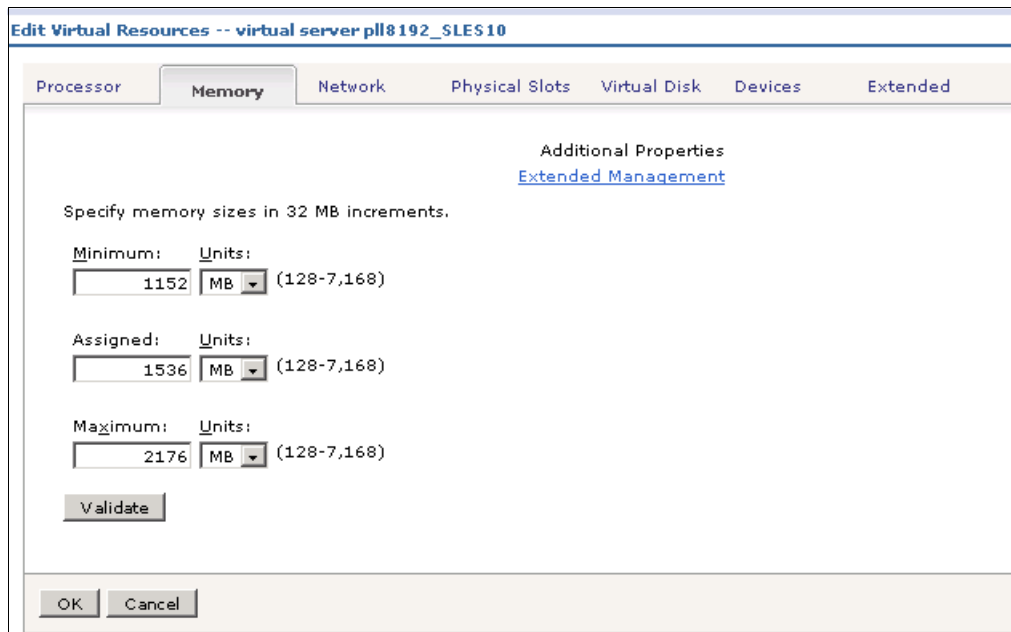 Edit Virtual Resources -- virtual server pll8192_SLES10
Processor Memory Network Physical Slots Virtual Disk Devices Extended
Additional Properties
Extended Management
Specify memory sizes in 32 MB increments.
Minimum: Units:
1152 MB (128-7,168)
Assigned: Units:
1536 MB (128-7,168)
Maximum: Units:
2176 MB (128-7,168)
Validate
OK Cancel